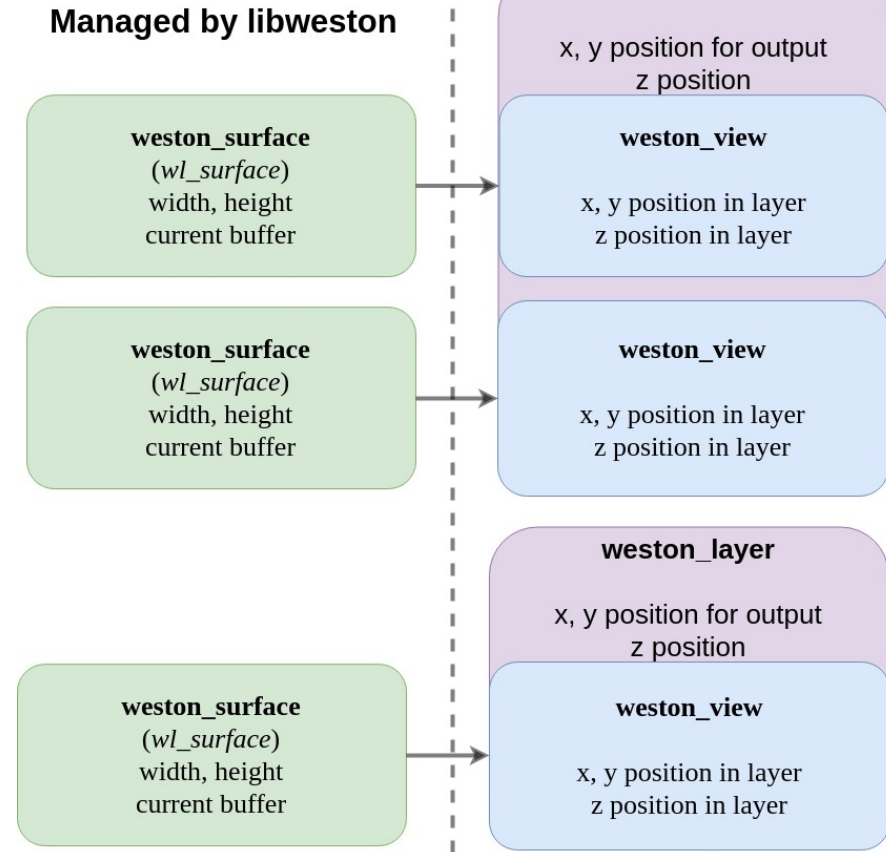 Managed by libweston
x, y position for output
z position
weston_surface
(wl_surface)
width, height
current buffer
weston_view
x, y position in layer
z position in layer
weston_surface
(wl_surface)
width, height
current buffer
weston_view
x, y position in layer
z position in layer
weston_layer
x, y position for output
z position
weston_surface
(wl_surface)
width, height
current buffer
weston_view
x, y position in layer
z position in layer